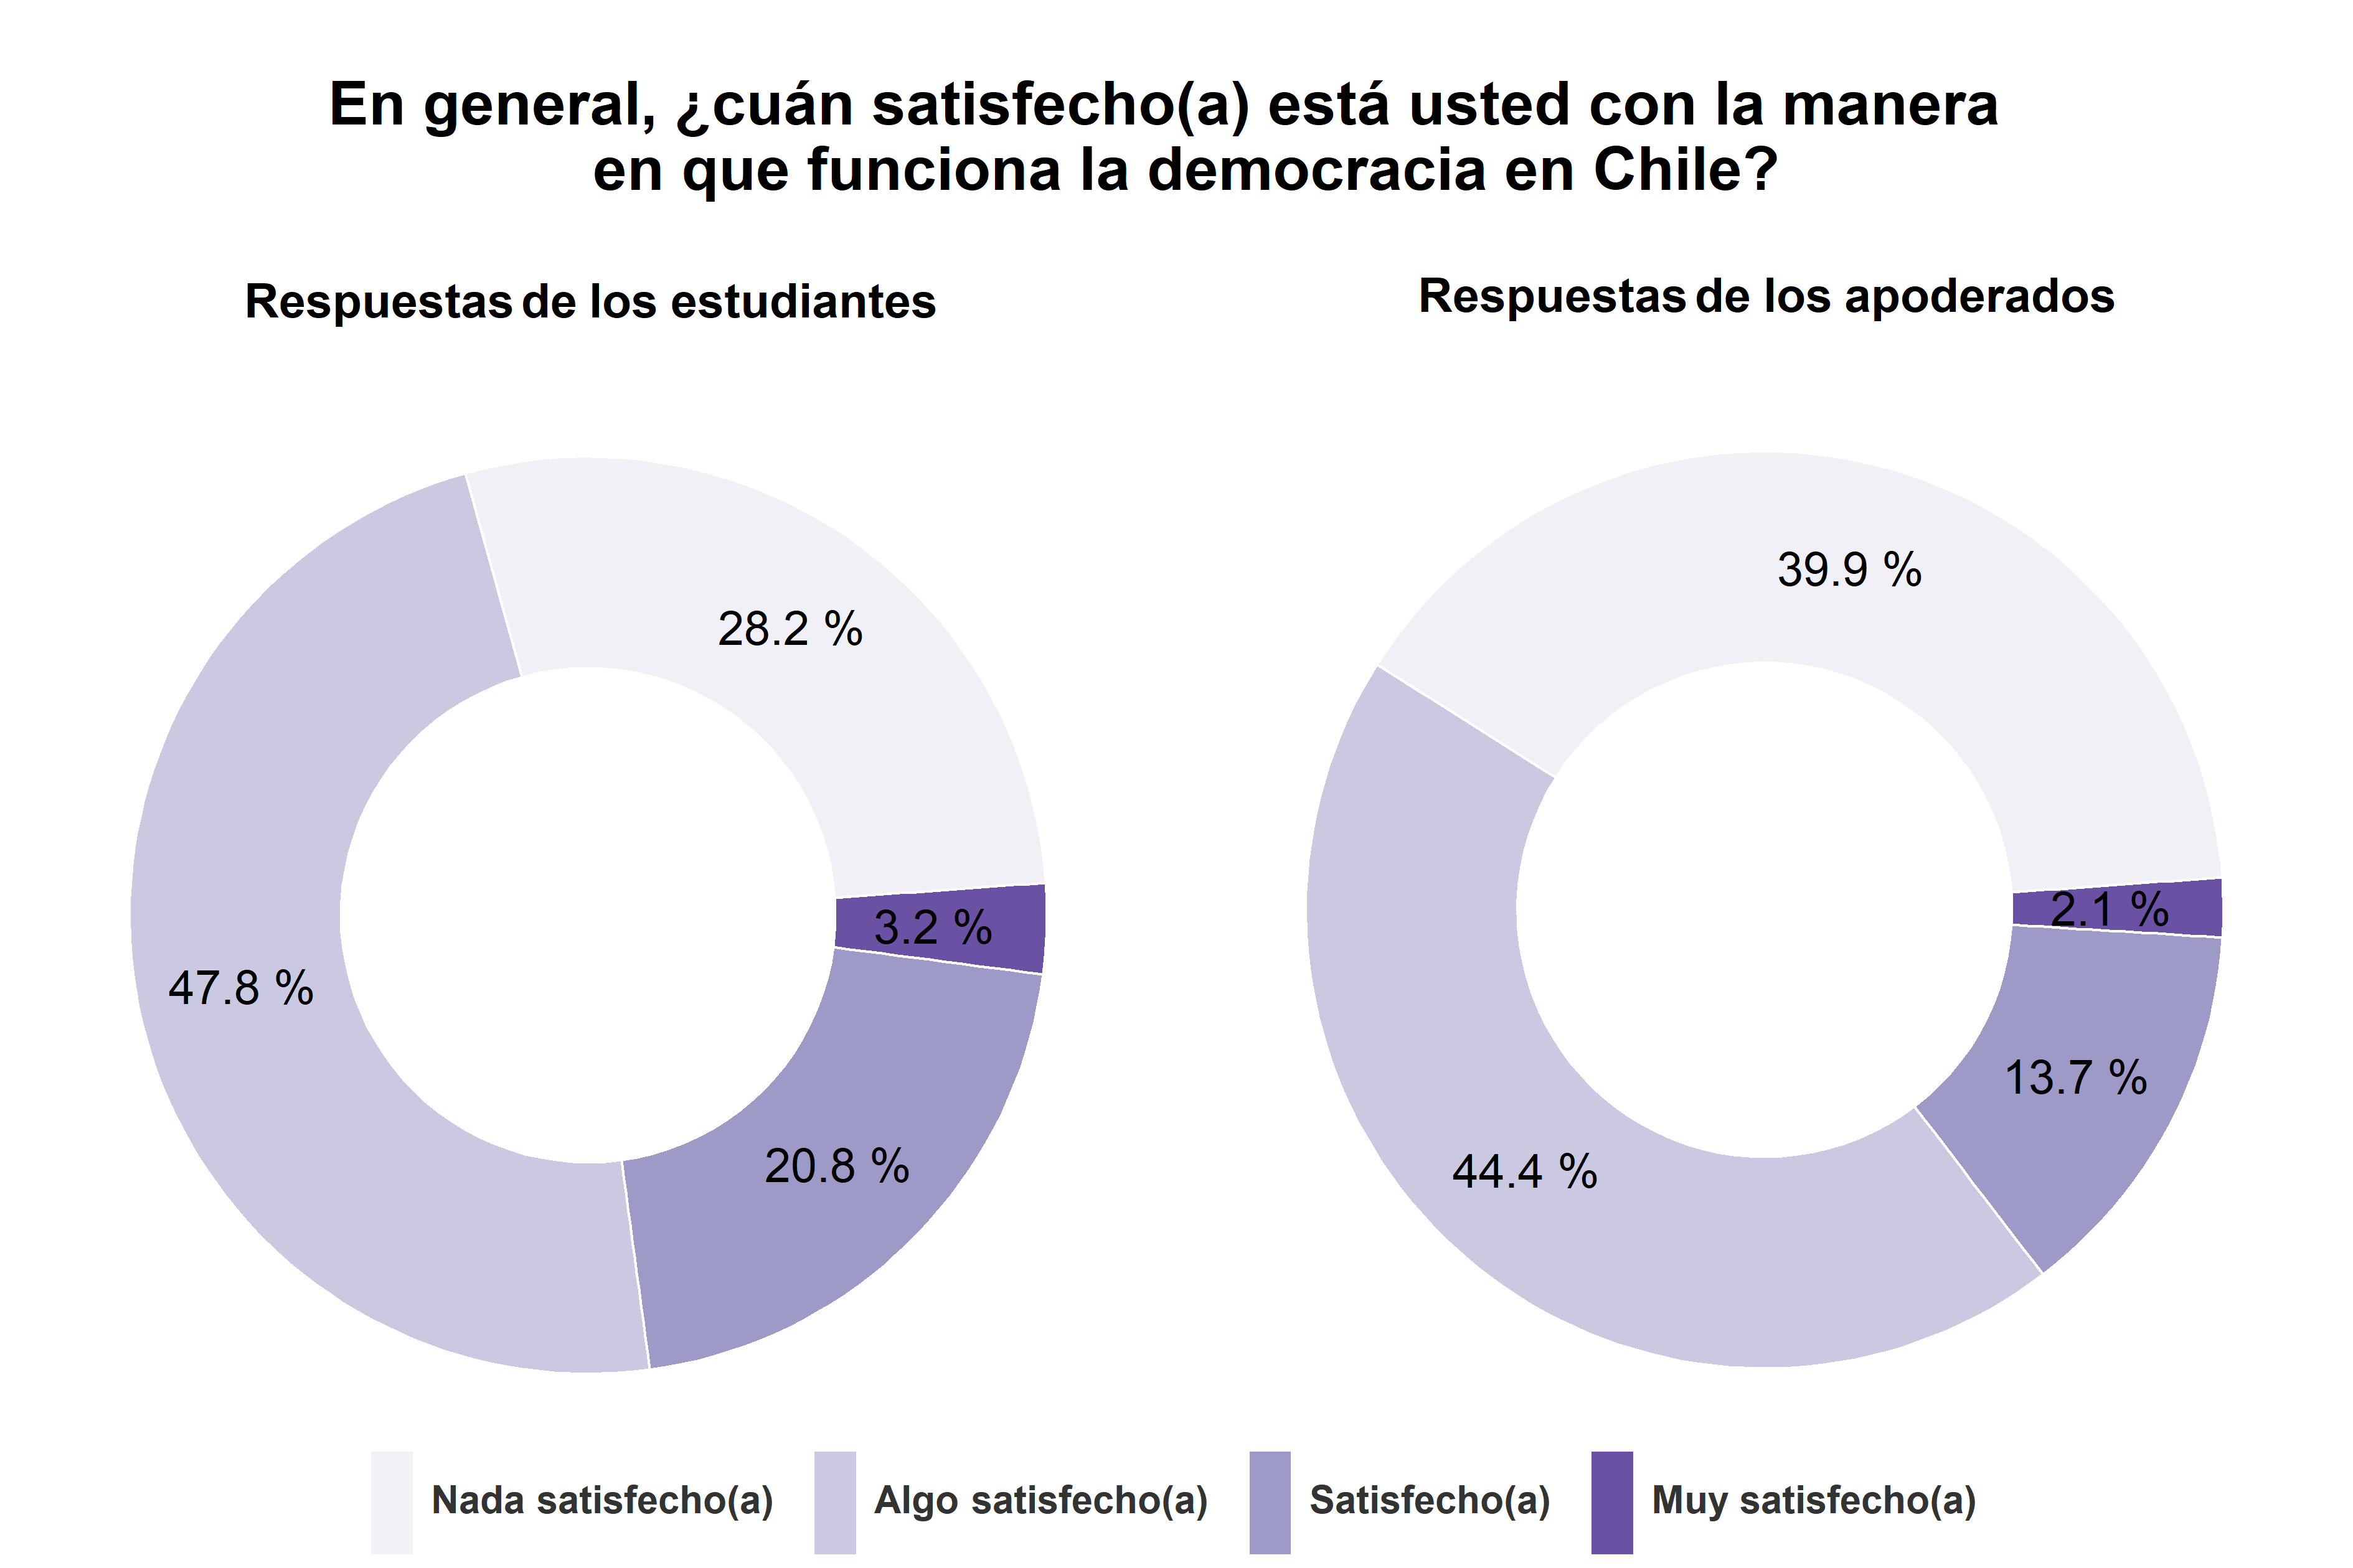 En general, ¿cuán satisfecho(a) está usted con la manera
en que funciona la democracia en Chile?
Respuestas de los estudiantes
28.2 %
3.2 %
47.8 %
20.8 %
Respuestas de los apoderados
39.9 %
2.1 %
13.7 %
44.4 %
Nada satisfecho(a)
Algo satisfecho(a)
Satisfecho(a)
Muy satisfecho(a)